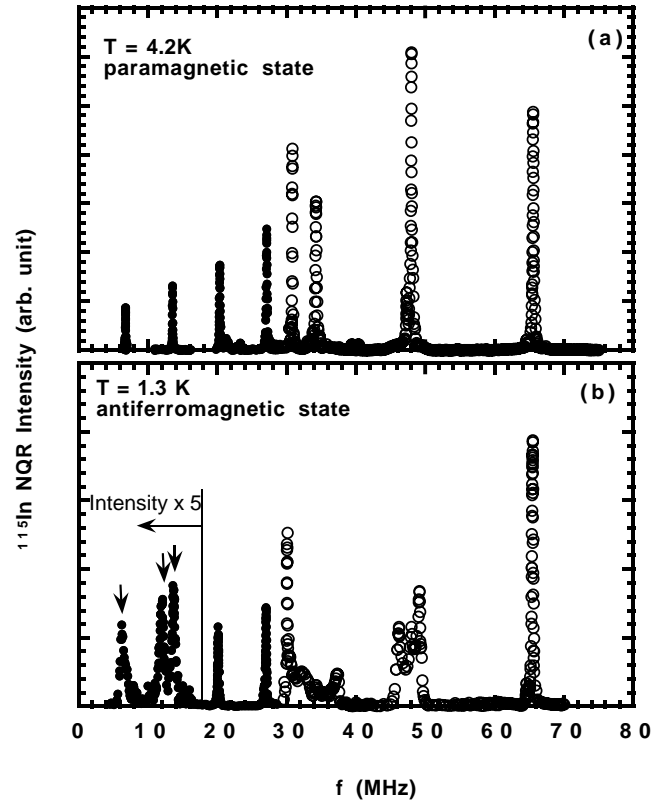 T = 4.2K
(a)
paramagnetic state
T = 1.3 K
(b)
antiferromagnetic state
Intensity x 5
¹¹⁵In NQR Intensity (arb. unit)
0 10 20 30 40 50 60 70 80
f (MHz)